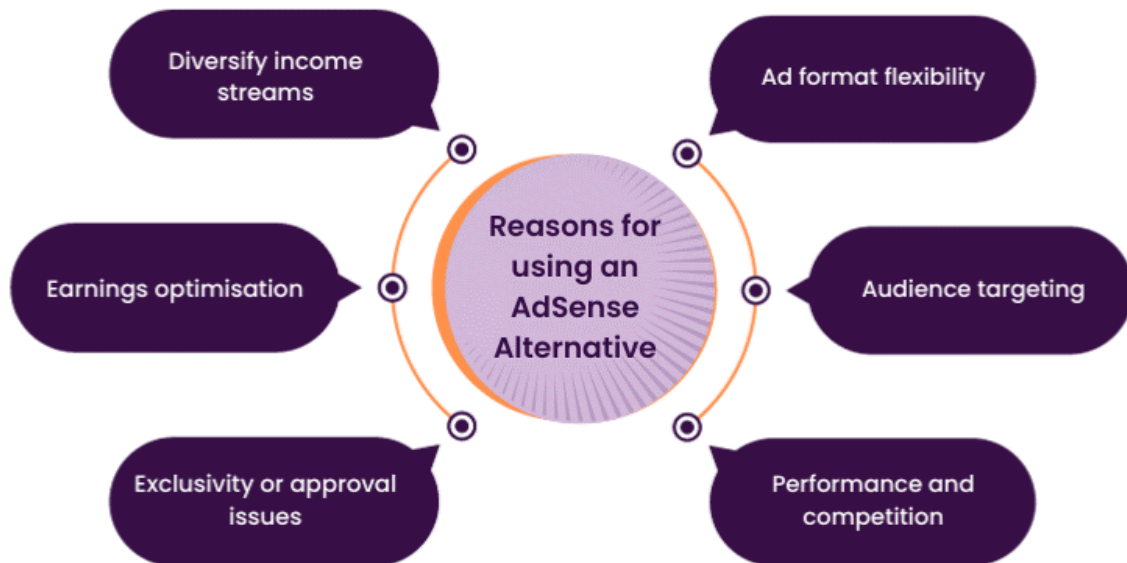 Diversify income
streams
Ad format flexibility
Reasons for
using an
AdSense
Alternative
Earnings optimisation
Audience targeting
Exclusivity or approval
issues
Performance and
competition